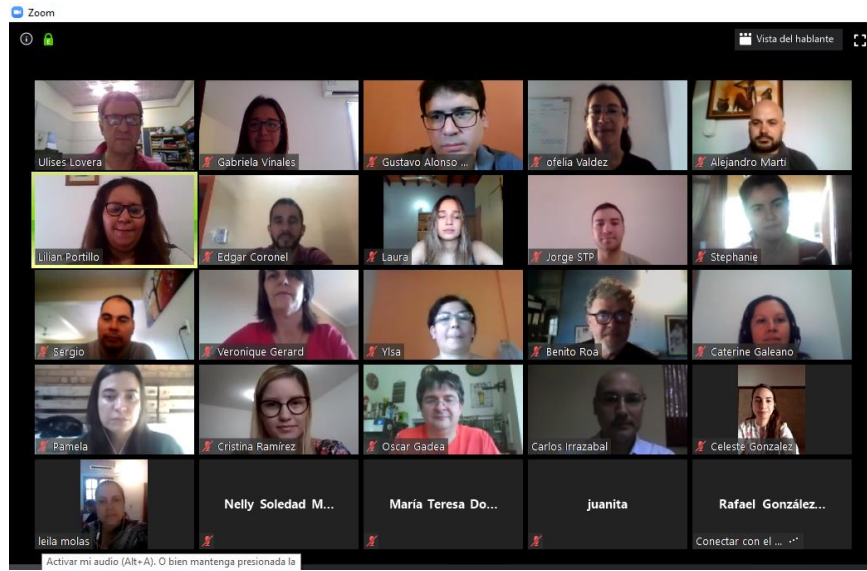 Zoom
Vista del hablante
Ulises Lovera
Gabriela Vinales
Gustavo Alonso ...
ofelia Valdez
Alejandro Marti
Lilian Portillo
Edgar Coronel
Laura
Jorge STP
Stephanie
Sergio
Veronique Gerard
Ylsa
Benito Roa
Caterine Galeano
Pamela
Cristina Ramírez
Oscar Gadea
Carlos Irrazabal
Celeste Gonzalez
leila molas
Nelly Soledad M...
María Teresa Do...
juanita
Rafael González...
Conectar con el ...
Activar mi audio (Alt+A). O bien mantenga presionada la